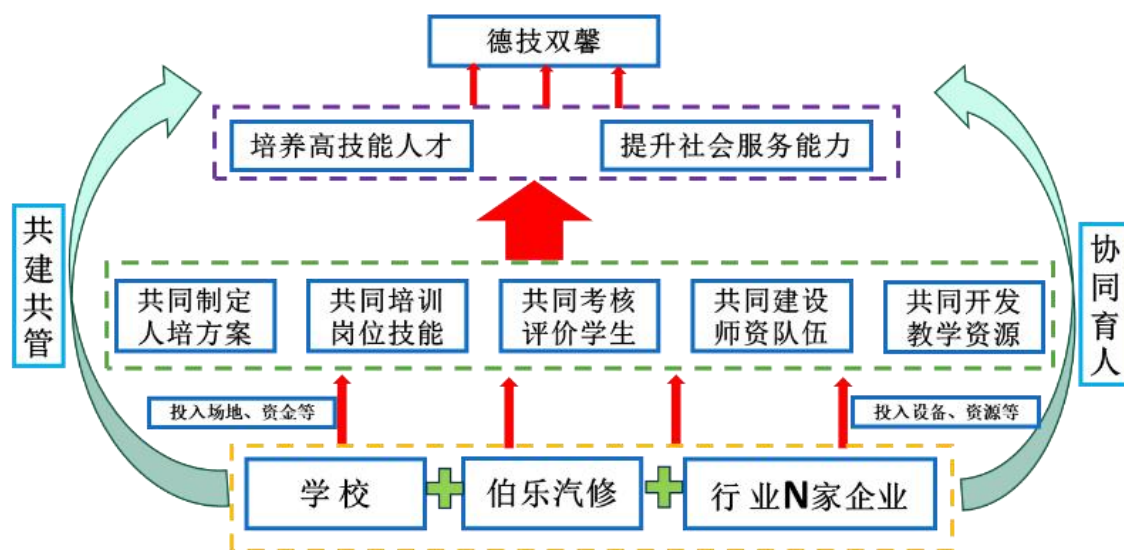 德技双馨
培养高技能人才
提升社会服务能力
共建共管
协同育人
共同制定
人培方案
共同培训
岗位技能
共同考核
评价学生
共同建设
师资队伍
共同开发
教学资源
投入场地、资金等
投入设备、资源等
学校
伯乐汽修
行业N家企业